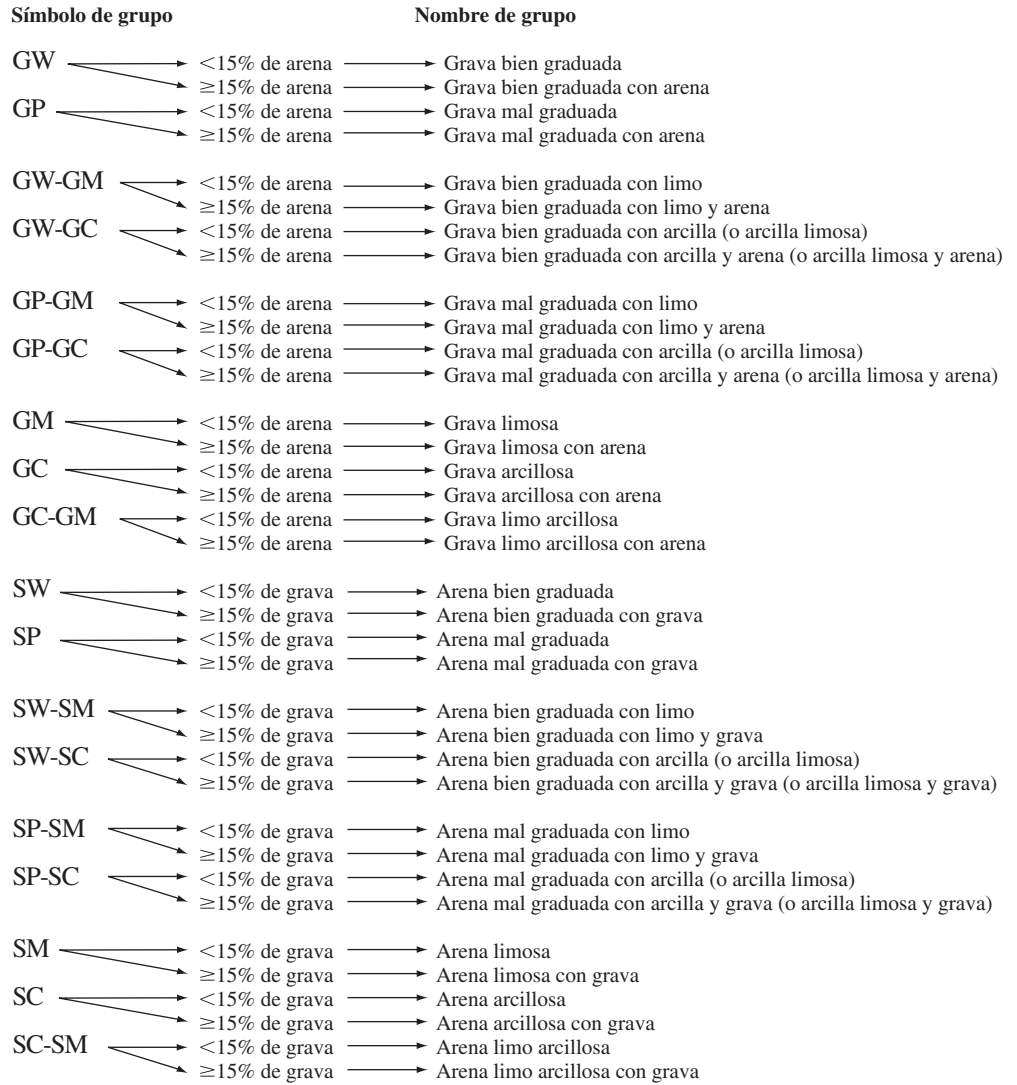 Símbolo de grupo Nombre de grupo
GW <15% de arena Grava bien graduada
≥15% de arena Grava bien graduada con arena
GP <15% de arena Grava mal graduada
≥15% de arena Grava mal graduada con arena
GW-GM <15% de arena Grava bien graduada con limo
≥15% de arena Grava bien graduada con limo y arena
GW-GC <15% de arena Grava bien graduada con arcilla (o arcilla limosa)
≥15% de arena Grava bien graduada con arcilla y arena (o arcilla limosa y arena)
GP-GM <15% de arena Grava mal graduada con limo
≥15% de arena Grava mal graduada con limo y arena
GP-GC <15% de arena Grava mal graduada con arcilla (o arcilla limosa)
≥15% de arena Grava mal graduada con arcilla y arena (o arcilla limosa y arena)
GM <15% de arena Grava limosa
≥15% de arena Grava limosa con arena
GC <15% de arena Grava arcillosa
≥15% de arena Grava arcillosa con arena
GC-GM <15% de arena Grava limo arcillosa
≥15% de arena Grava limo arcillosa con arena
SW <15% de grava Arena bien graduada
≥15% de grava Arena bien graduada con grava
SP <15% de grava Arena mal graduada
≥15% de grava Arena mal graduada con grava
SW-SM <15% de grava Arena bien graduada con limo
≥15% de grava Arena bien graduada con limo y grava
SW-SC <15% de grava Arena bien graduada con arcilla (o arcilla limosa)
≥15% de grava Arena bien graduada con arcilla y grava (o arcilla limosa y grava)
SP-SM <15% de grava Arena mal graduada con limo
≥15% de grava Arena mal graduada con limo y grava
SP-SC <15% de grava Arena mal graduada con arcilla (o arcilla limosa)
≥15% de grava Arena mal graduada con arcilla y grava (o arcilla limosa y grava)
SM <15% de grava Arena limosa
≥15% de grava Arena limosa con grava
SC <15% de grava Arena arcillosa
≥15% de grava Arena arcillosa con grava
SC-SM <15% de grava Arena limo arcillosa
≥15% de grava Arena limo arcillosa con grava